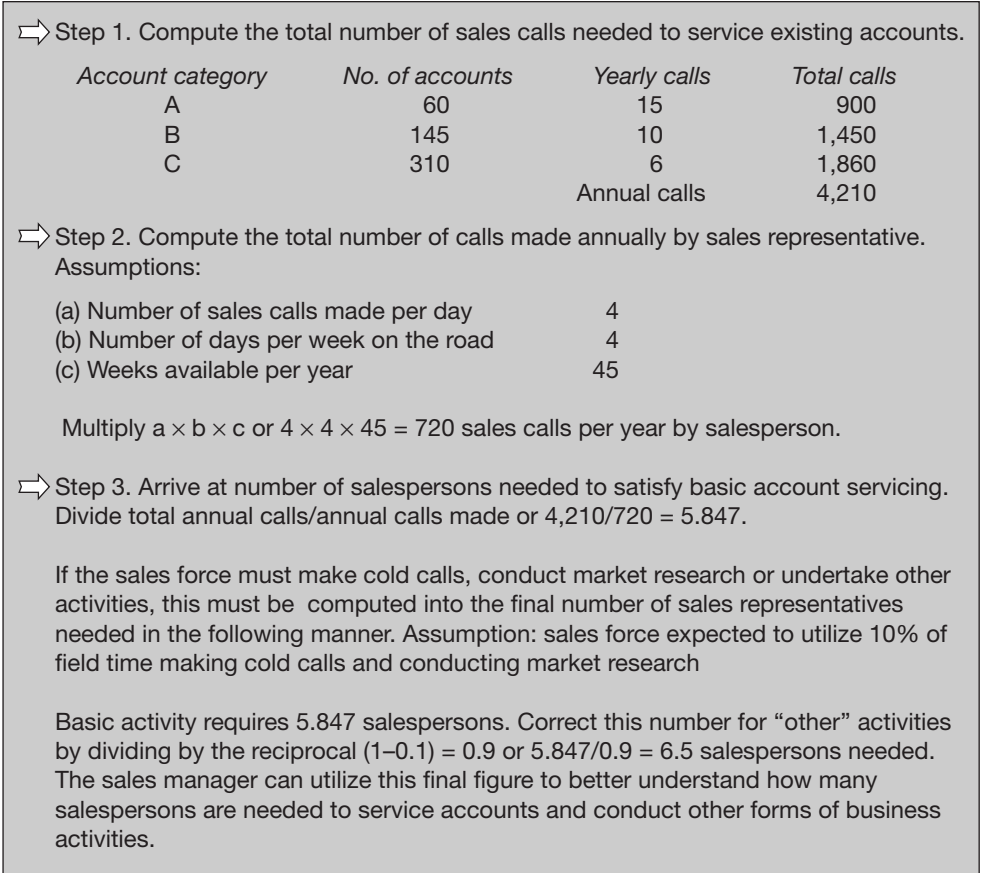 Step 1. Compute the total number of sales calls needed to service existing accounts.
Account category No. of accounts Yearly calls Total calls
A 60 15 900
B 145 10 1,450
C 310 6 1,860
Annual calls 4,210
Step 2. Compute the total number of calls made annually by sales representative.
Assumptions:
(a) Number of sales calls made per day 4
(b) Number of days per week on the road 4
(c) Weeks available per year 45
Multiply a × b × c or 4 × 4 × 45 = 720 sales calls per year by salesperson.
Step 3. Arrive at number of salespersons needed to satisfy basic account servicing.
Divide total annual calls/annual calls made or 4,210/720 = 5.847.
If the sales force must make cold calls, conduct market research or undertake other
activities, this must be computed into the final number of sales representatives
needed in the following manner. Assumption: sales force expected to utilize 10% of
field time making cold calls and conducting market research
Basic activity requires 5.847 salespersons. Correct this number for “other” activities
by dividing by the reciprocal (1–0.1) = 0.9 or 5.847/0.9 = 6.5 salespersons needed.
The sales manager can utilize this final figure to better understand how many
salespersons are needed to service accounts and conduct other forms of business
activities.